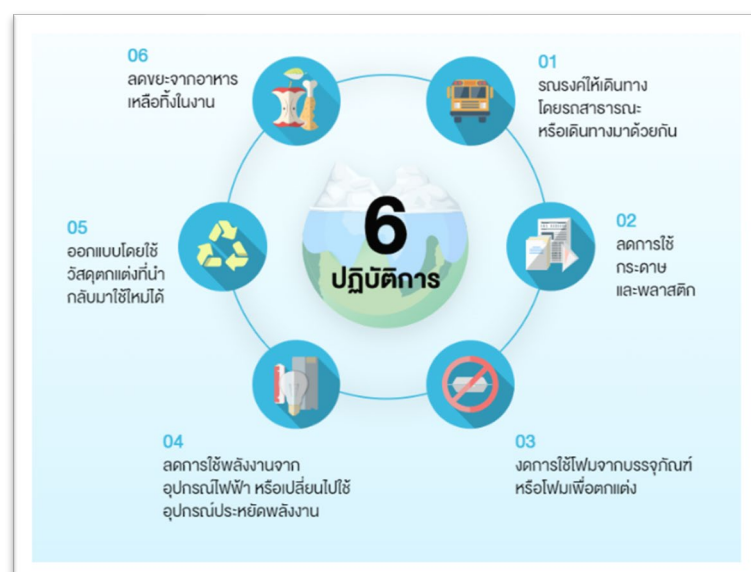 6
ปฏิบัติการ
01
รณรงค์ให้เดินทาง
โดยรถสาธารณะ
หรือเดินทางมาด้วยกัน
02
ลดการใช้
กระดาษ
และพลาสติก
03
งดการใช้โฟมจากบรรจุภัณฑ์
หรือโฟมเพื่อตกแต่ง
04
ลดการใช้พลังงานจาก
อุปกรณ์ไฟฟ้า หรือเปลี่ยนไปใช้
อุปกรณ์ประหยัดพลังงาน
05
ออกแบบโดยใช้
วัสดุตกแต่งที่นำ
กลับมาใช้ใหม่ได้
06
ลดขยะจากอาหาร
เหลือทิ้งในงาน